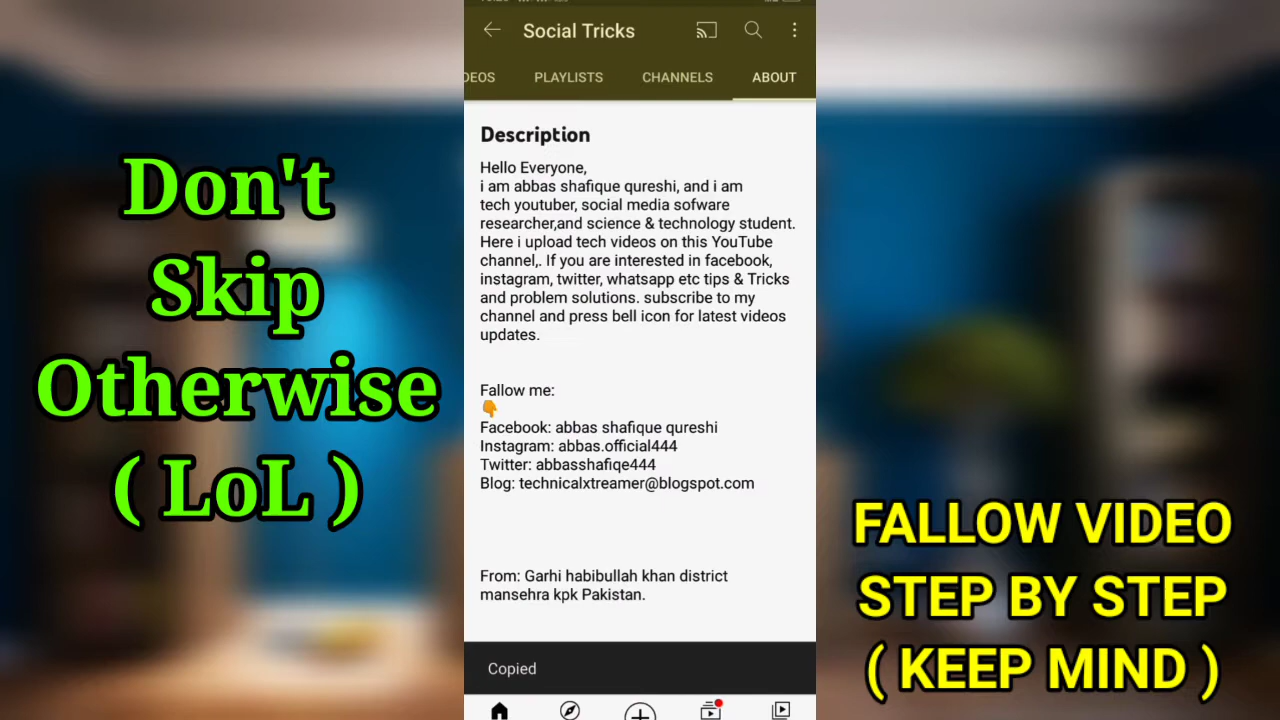 Social Tricks
DEOS PLAYLISTS CHANNELS ABOUT
Description
Hello Everyone,
i am abbas shafique qureshi, and i am
tech youtuber, social media sofware
researcher,and science & technology student.
Here i upload tech videos on this YouTube
channel,. If you are interested in facebook,
instagram, twitter, whatsapp etc tips & Tricks
and problem solutions. subscribe to my
channel and press bell icon for latest videos
updates.
Fallow me:
👇
Facebook: abbas shafique qureshi
Instagram: abbas.official444
Twitter: abbasshafiqe444
Blog: technicalxtreamer@blogspot.com
From: Garhi habibullah khan district
mansehra kpk Pakistan.
Copied
Don't
Skip
Otherwise
( LoL )
FALLOW VIDEO
STEP BY STEP
( KEEP MIND )